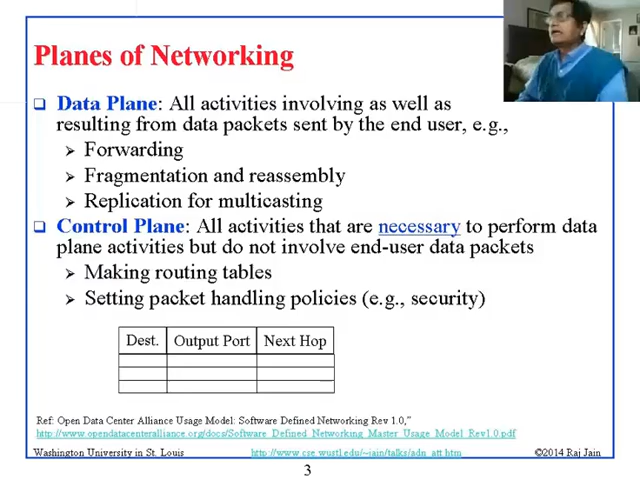 Planes of Networking
Data Plane: All activities involving as well as
resulting from data packets sent by the end user, e.g.,
Forwarding
Fragmentation and reassembly
Replication for multicasting
Control Plane: All activities that are necessary to perform data
plane activities but do not involve end-user data packets
Making routing tables
Setting packet handling policies (e.g., security)
Dest. Output Port Next Hop
Ref: Open Data Center Alliance Usage Model: Software Defined Networking Rev 1.0,"
http://www.opendatacenteralliance.org/docs/Software_Defined_Networking_Master_Usage_Model_Rev1.0.pdf
Washington University in St. Louis http://www.cse.wustl.edu/~jain/talks/adn_att.htm ©2014 Raj Jain
3